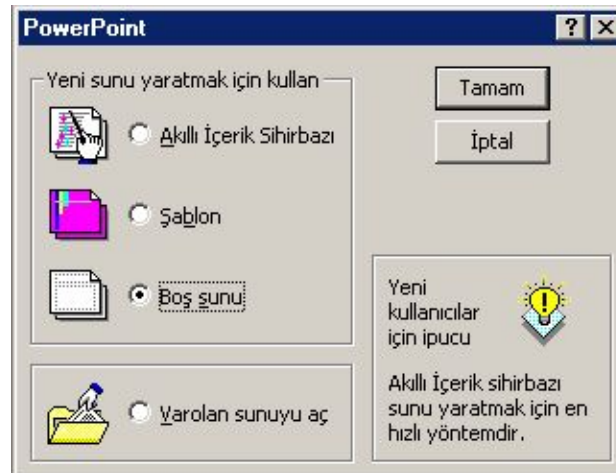 PowerPoint
Yeni sunu yaratmak için kullan
Akıllı İçerik Sihirbazı
Şablon
Boş sunu
Varolan sunuyu aç
Tamam
İptal
Yeni
kullanıcılar
için ipucu
Akıllı İçerik sihirbazı
sunu yaratmak için en
hızlı yöntemdir.